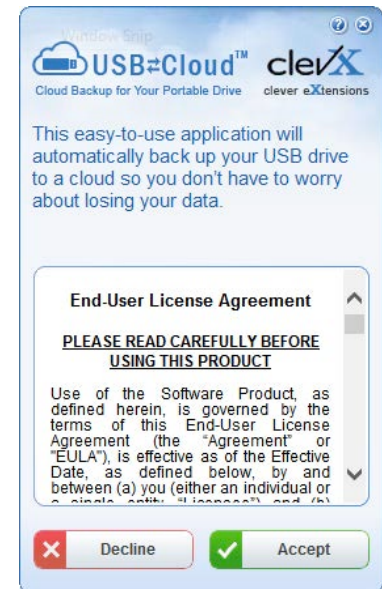 Window Snip
USB⇄Cloud™
clevX
Cloud Backup for Your Portable Drive
clever eXtensions
This easy-to-use application will
automatically back up your USB drive
to a cloud so you don't have to worry
about losing your data.
End-User License Agreement
PLEASE READ CAREFULLY BEFORE
USING THIS PRODUCT
Use of the Software Product, as
defined herein, is governed by the
terms of this End-User License
Agreement (the “Agreement” or
"EULA"), is effective as of the Effective
Date, as defined below, by and
between (a) you (either an individual or
a single entity, “Licensee”) and (b)
Decline
Accept